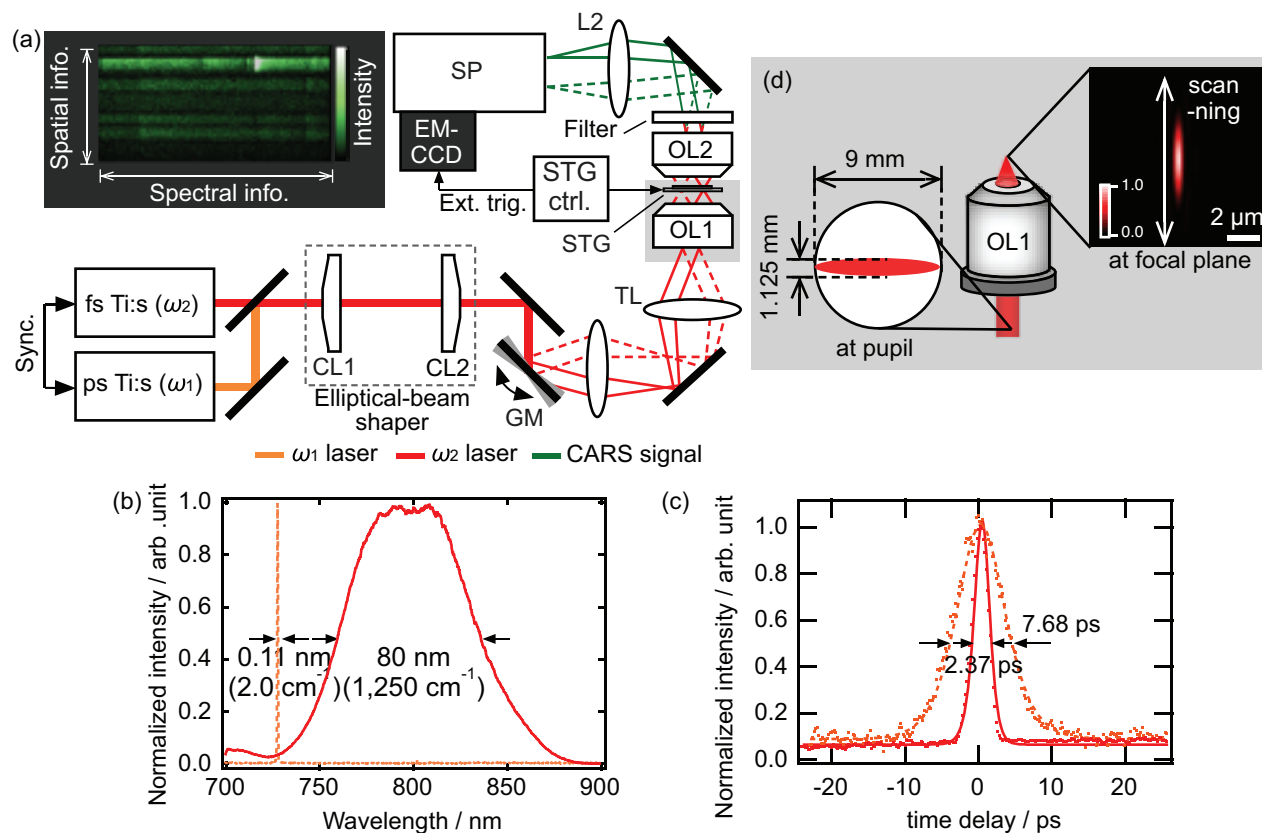 (a)
Spatial info.
Spectral info.
Intensity
SP
L2
EM-
CCD
Filter
OL2
STG
ctrl.
Ext. trig.
STG
OL1
TL
Sync.
fs Ti:s (ω2)
ps Ti:s (ω1)
CL1
CL2
Elliptical-beam
shaper
GM
ω1 laser
ω2 laser
CARS signal
(d)
9 mm
1.125 mm
at pupil
OL1
scan
-ning
1.0
0.0
2 µm
at focal plane
(b)
Normalized intensity / arb .unit
1.0
0.8
0.6
0.4
0.2
0.0
0.11 nm
(2.0 cm-1)
80 nm
(1,250 cm-1)
700
750
800
850
900
Wavelength / nm
(c)
Normalized intensity / arb. unit
1.0
0.8
0.6
0.4
0.2
0.0
7.68 ps
2.37 ps
-20
-10
0
10
20
time delay / ps